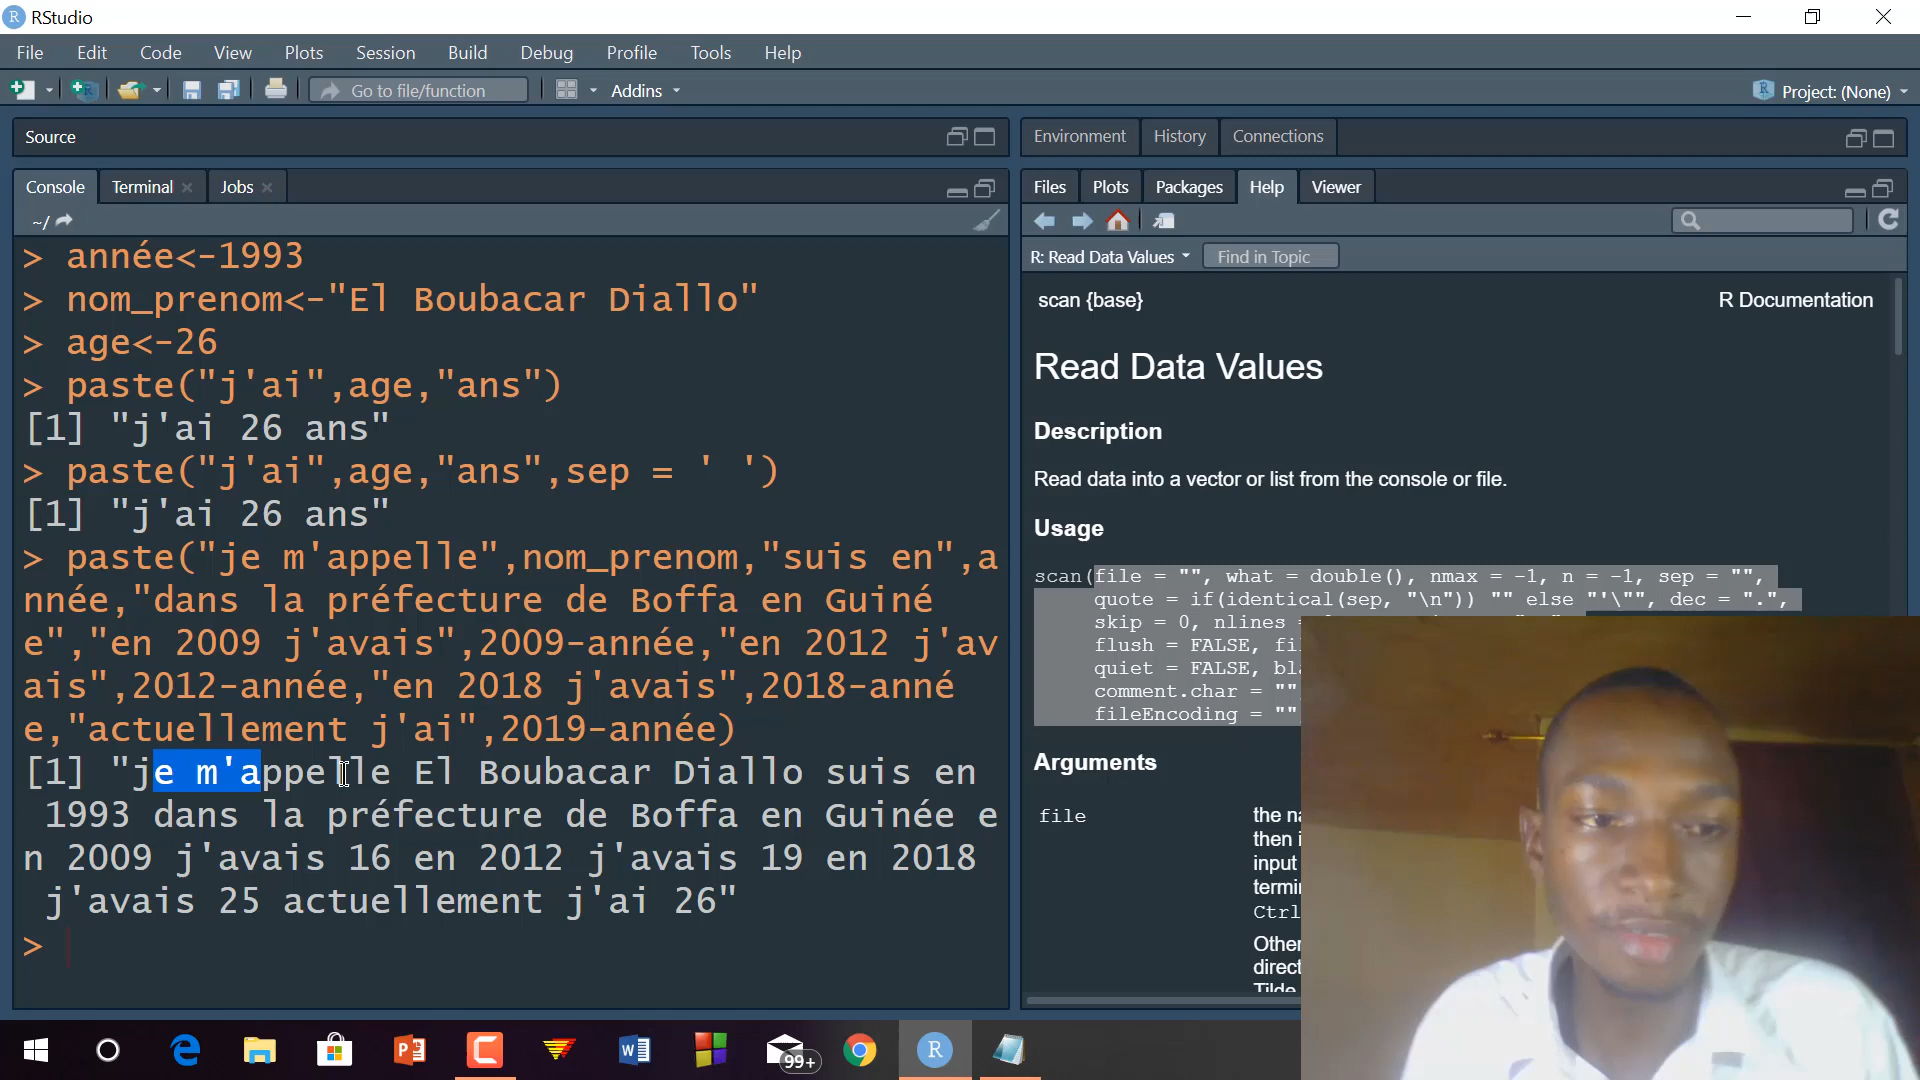 RStudio
File Edit Code View Plots Session Build Debug Profile Tools Help
Go to file/function Addins Project: (None)
Source
Console Terminal Jobs
~/
> année<-1993
> nom_prenom<-"El Boubacar Diallo"
> age<-26
> paste("j'ai",age,"ans")
[1] "j'ai 26 ans"
> paste("j'ai",age,"ans",sep = ' ')
[1] "j'ai 26 ans"
> paste("je m'appelle",nom_prenom,"suis en",a
nnée,"dans la préfecture de Boffa en Guiné
e","en 2009 j'avais",2009-année,"en 2012 j'av
ais",2012-année,"en 2018 j'avais",2018-anné
e,"actuellement j'ai",2019-année)
[1] "je m'appelle El Boubacar Diallo suis en
1993 dans la préfecture de Boffa en Guinée e
n 2009 j'avais 16 en 2012 j'avais 19 en 2018
j'avais 25 actuellement j'ai 26"
>
Environment History Connections
Files Plots Packages Help Viewer
R: Read Data Values Find in Topic
scan {base} R Documentation
Read Data Values
Description
Read data into a vector or list from the console or file.
Usage
scan(file = "", what = double(), nmax = -1, n = -1, sep = "",
quote = if(identical(sep, "\n")) "" else "'\"", dec = ".",
skip = 0, nlines
flush = FALSE,
quiet = FALSE,
comment.char = ""
fileEncoding = ""
Arguments
file the
then
input
Ctrl
99+